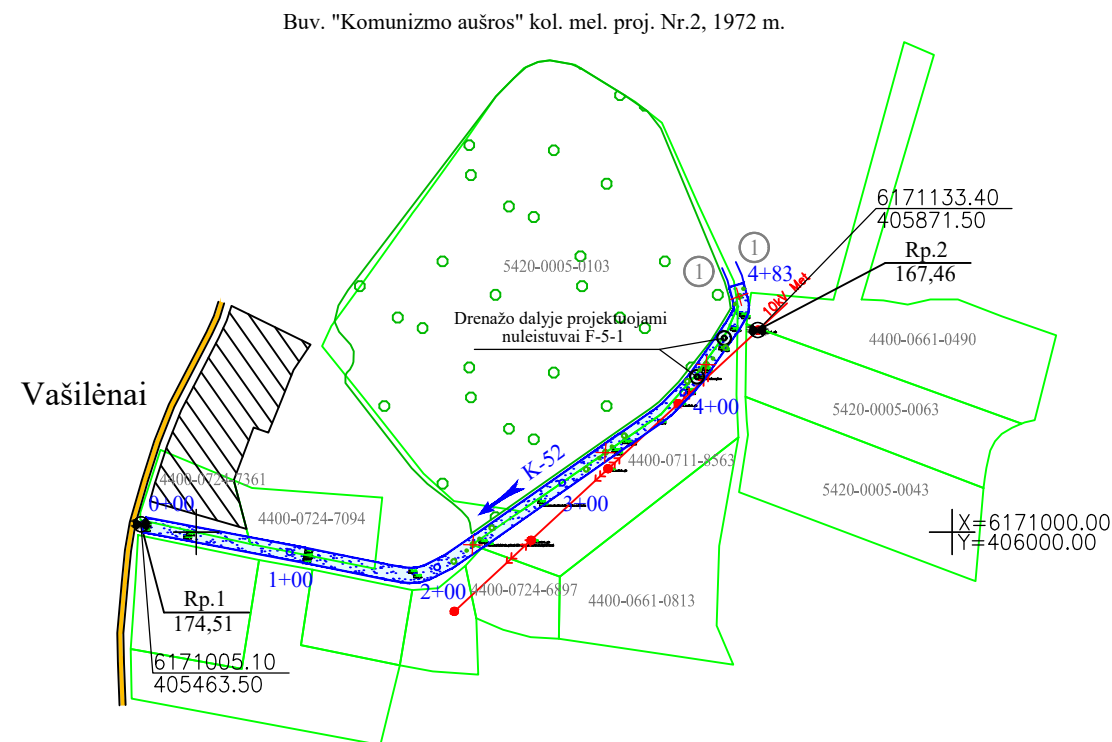 Buv. "Komunizmo aušros" kol. mel. proj. Nr.2, 1972 m.
6171133.40
405871.50
1
1
4+83
Rp.2
167,46
10kV Met
5420-0005-0103
Drenažo dalyje projektuojami
nuleistuvai F-5-1
4400-0661-0490
Vašilėnai
4+00
5420-0005-0063
K-52
4400-0711-8563
4400-0724-7361
5420-0005-0043
0+00
3+00
4400-0724-7094
X=6171000.00
Y=406000.00
1+00
2+00
4400-0724-6897
4400-0661-0813
Rp.1
174,51
6171005.10
405463.50